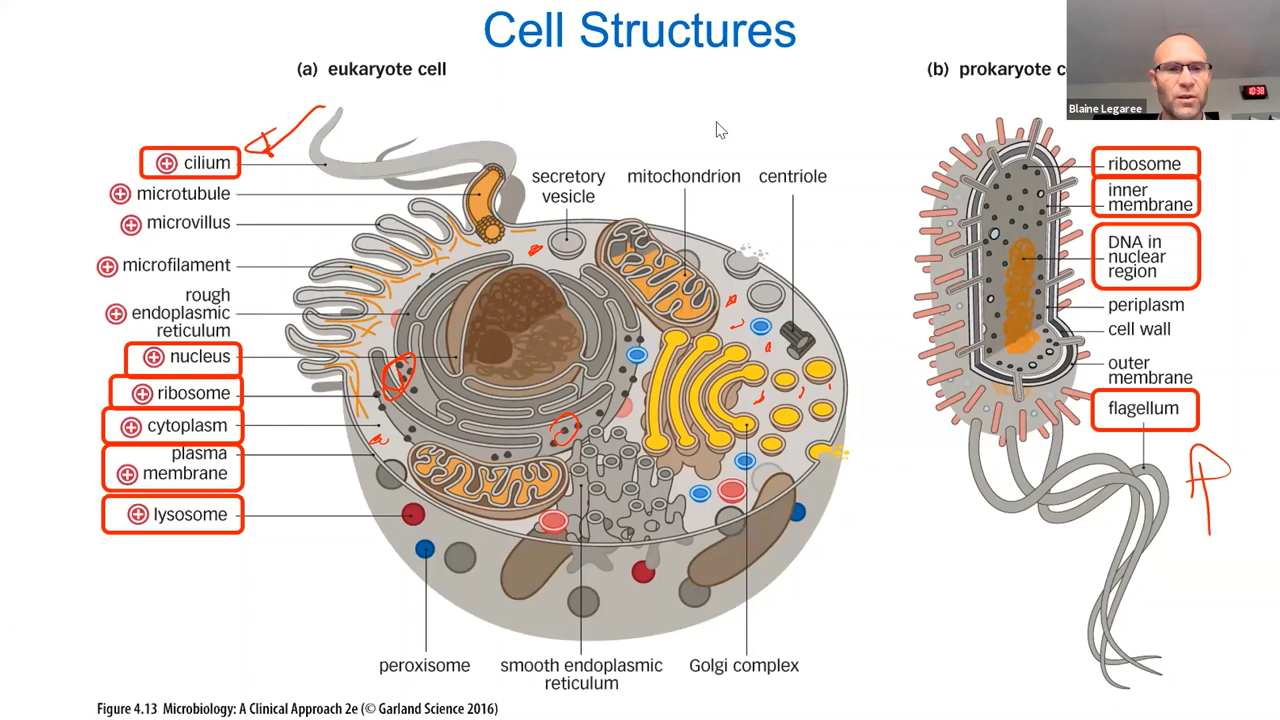 Cell Structures
(a) eukaryote cell
(b) prokaryote c
Blaine Legaree
10:38
cilium
microtubule
microvillus
microfilament
rough
endoplasmic
reticulum
nucleus
ribosome
cytoplasm
plasma
membrane
lysosome
secretory
vesicle
mitochondrion
centriole
peroxisome
smooth endoplasmic
reticulum
Golgi complex
ribosome
inner
membrane
DNA in
nuclear
region
periplasm
cell wall
outer
membrane
flagellum
Figure 4.13 Microbiology: A Clinical Approach 2e (© Garland Science 2016)